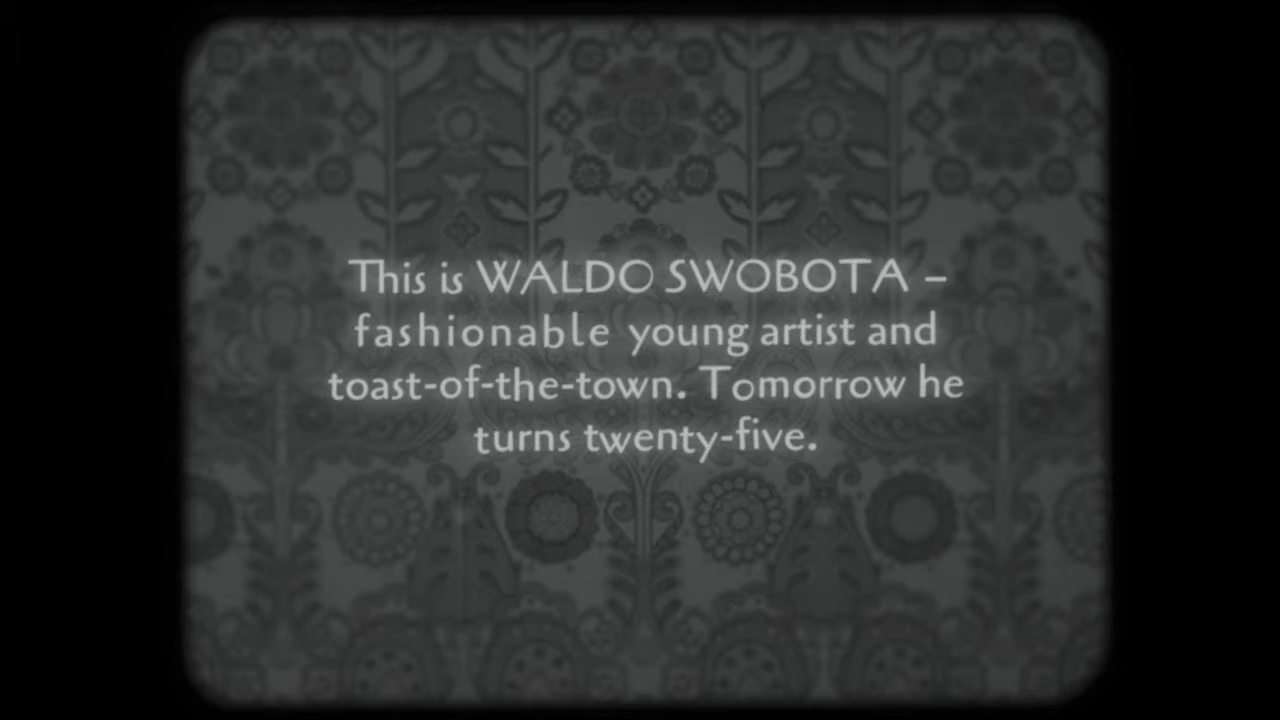 This is WALDO SWOBOTA –
fashionable young artist and
toast-of-the-town. Tomorrow he
turns twenty-five.